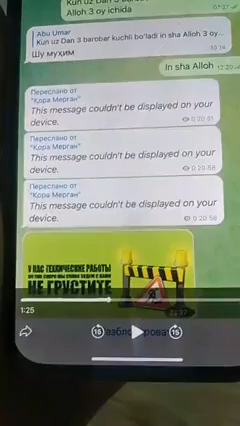 Kun uz Dan 3
Alloh 3 oy ichida
Abu Umar
Kun uz Dan 3 barobar kuchli bo'ladi in sha Alloh 3 oy...
Шу мухим
In sha Alloh
Переслано от
"Кора Мерган"
This message couldn't be displayed on your
device.
Переслано от
"Кора Мерган"
This message couldn't be displayed on your
device.
Переслано от
"Кора Мерган"
This message couldn't be displayed on your
device.
У НАС ТЕХНИЧЕСКИЕ РАБОТЫ
НЕ ГРУСТИТЕ
1:25
15
15